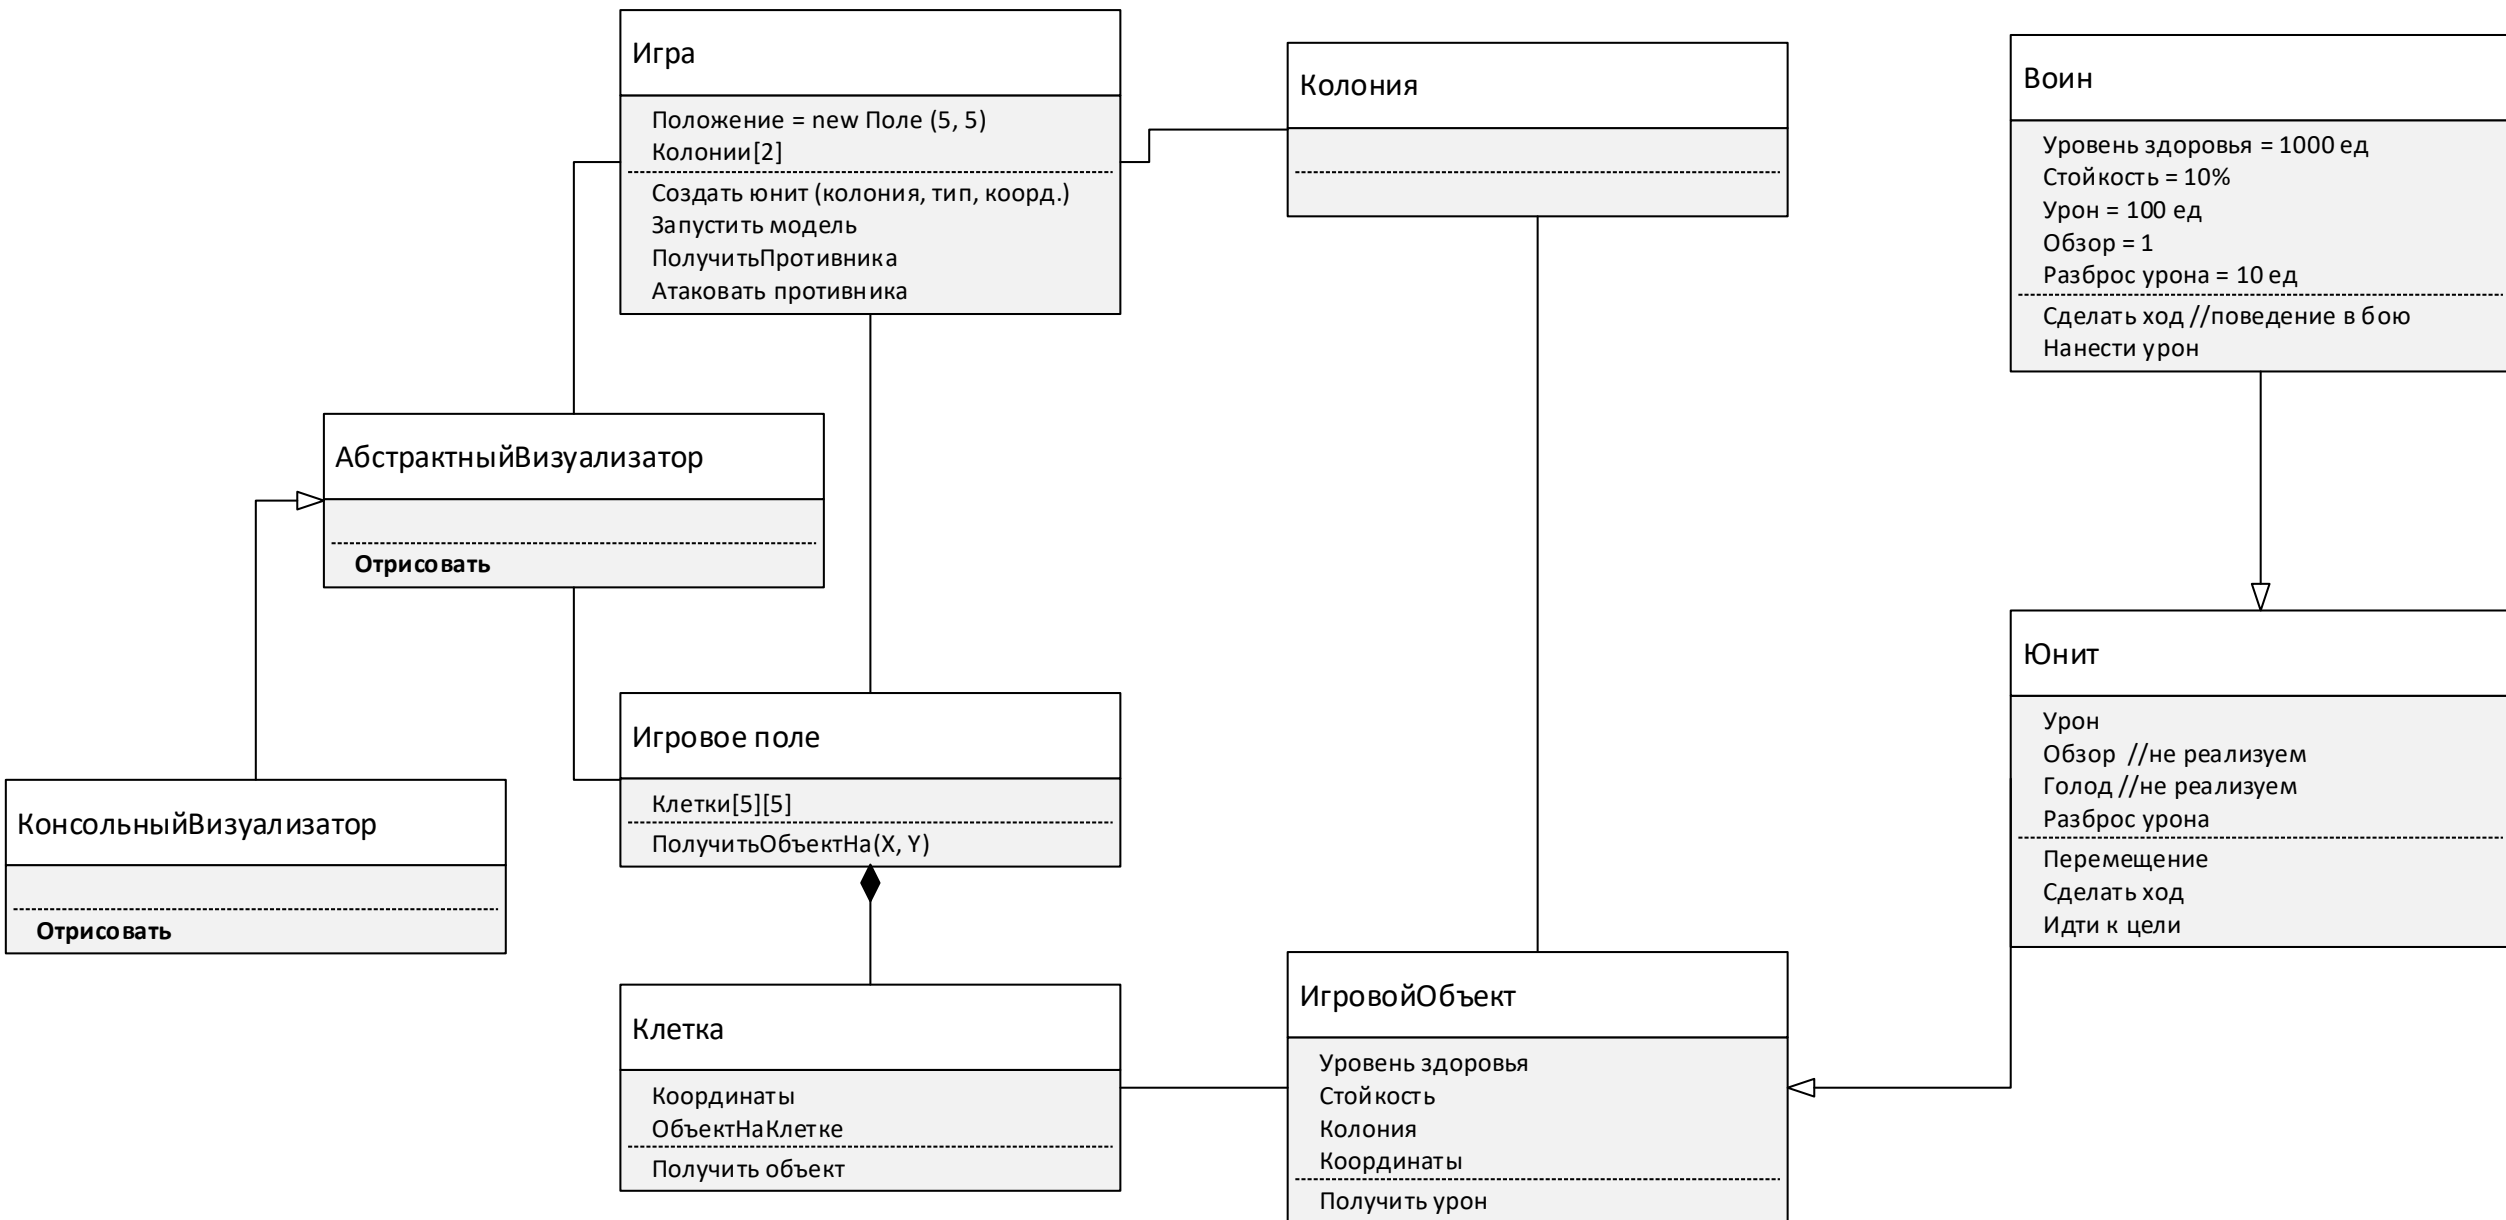 Игра
Положение = new Поле (5, 5)
Колонии[2]
Создать юнит (колония, тип, коорд.)
Запустить модель
ПолучитьПротивника
Атаковать противника
Колония
Воин
Уровень здоровья = 1000 ед
Стойкость = 10%
Урон = 100 ед
Обзор = 1
Разброс урона = 10 ед
Сделать ход //поведение в бою
Нанести урон
АбстрактныйВизуализатор
Отрисовать
Юнит
Урон
Обзор //не реализуем
Голод //не реализуем
Разброс урона
Перемещение
Сделать ход
Идти к цели
Игровое поле
Клетки[5][5]
ПолучитьОбъектНа(X, Y)
КонсольныйВизуализатор
Отрисовать
Клетка
Координаты
ОбъектНаКлетке
Получить объект
ИгровойОбъект
Уровень здоровья
Стойкость
Колония
Координаты
Получить урон